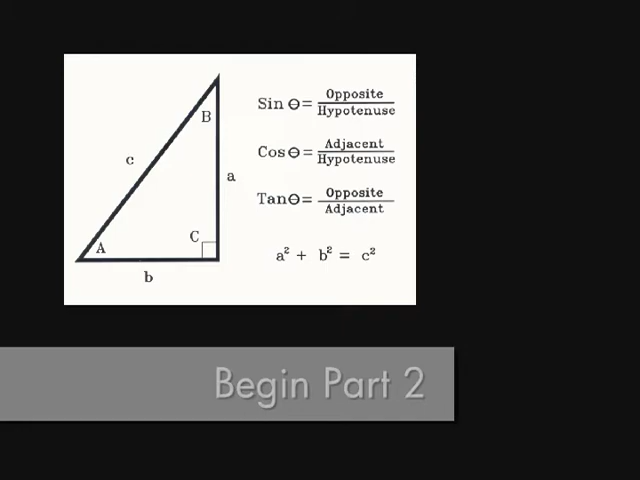 B
c
a
C
A
b
Sin Θ = Opposite / Hypotenuse
Cos Θ = Adjacent / Hypotenuse
Tan Θ = Opposite / Adjacent
a² + b² = c²
Begin Part 2